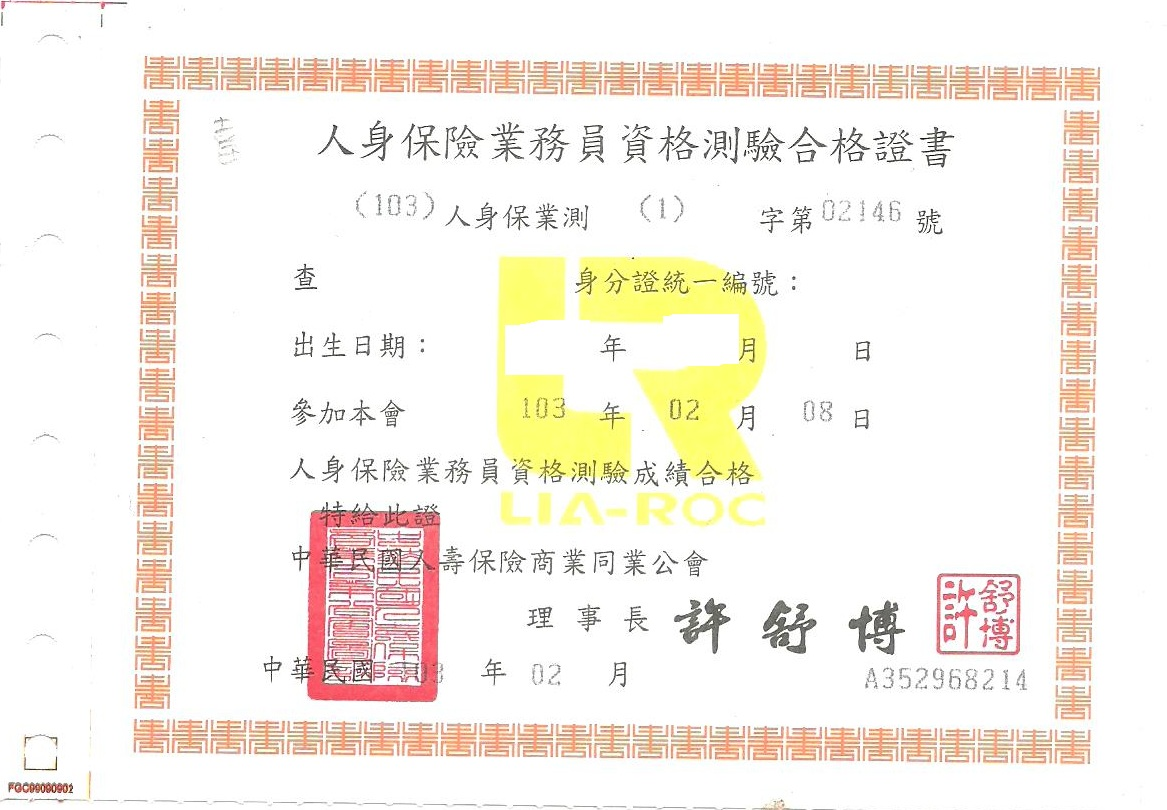 人身保險業務員資格測驗合格證書
(103)人身保業測 (1) 字第02146號
查 身分證統一編號：
出生日期： 年 月 日
參加本會 103 年 02 月 08 日
人身保險業務員資格測驗成績合格
特給此證
LIA-ROC
中華民國人壽保險商業同業公會
理事長 許舒博
許舒博
中華民國 103 年 02 月
A352968214
FGC99090902